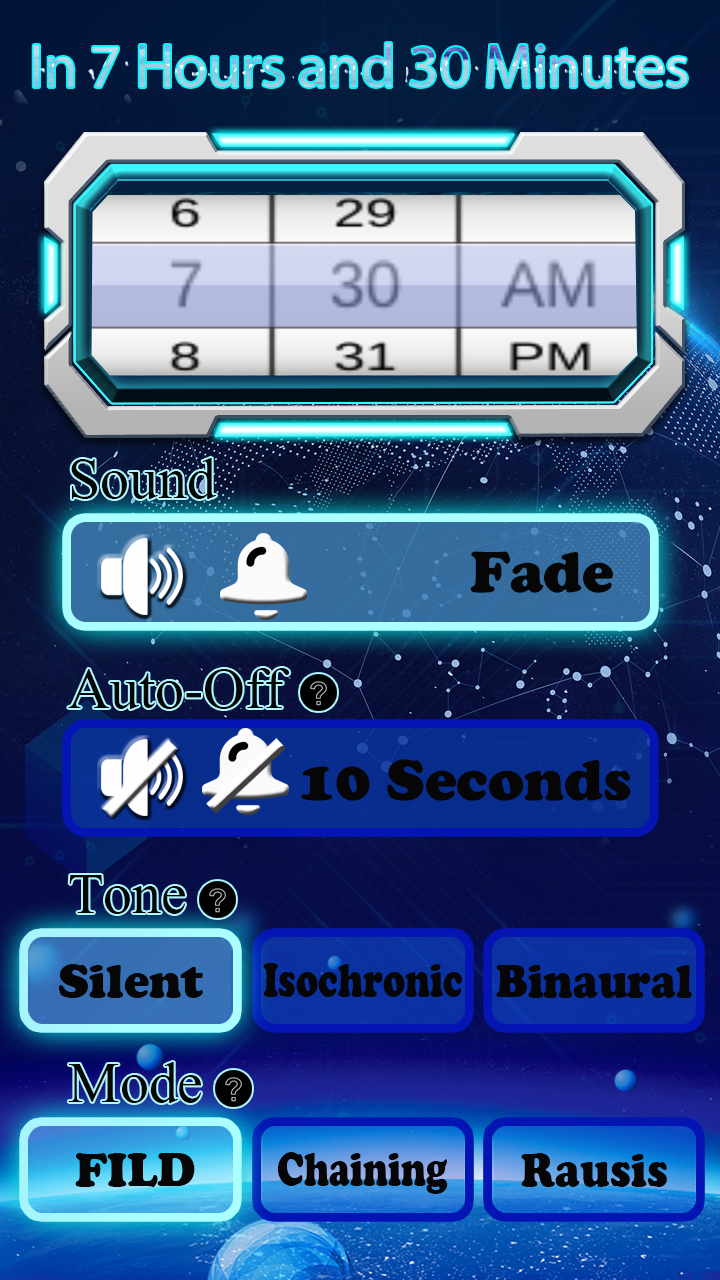 In 7 Hours and 30 Minutes
6 29
7 30 AM
8 31 PM
Sound
Fade
Auto-Off ?
10 Seconds
Tone ?
Silent Isochronic Binaural
Mode ?
FILD Chaining Rausis